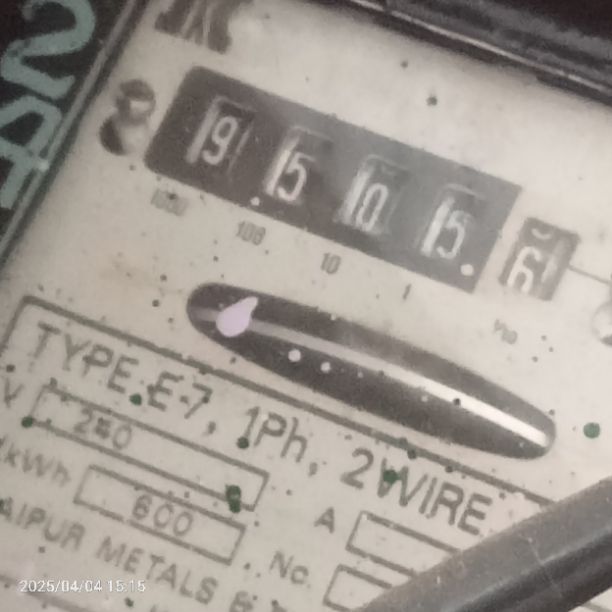 9 5 0 5 6
1000 100 10 1 1/10
TYPE E-7, 1Ph, 2WIRE
V 240
A
/kWh 600
No.
AIPUR METALS &
2025/04/04 15:15